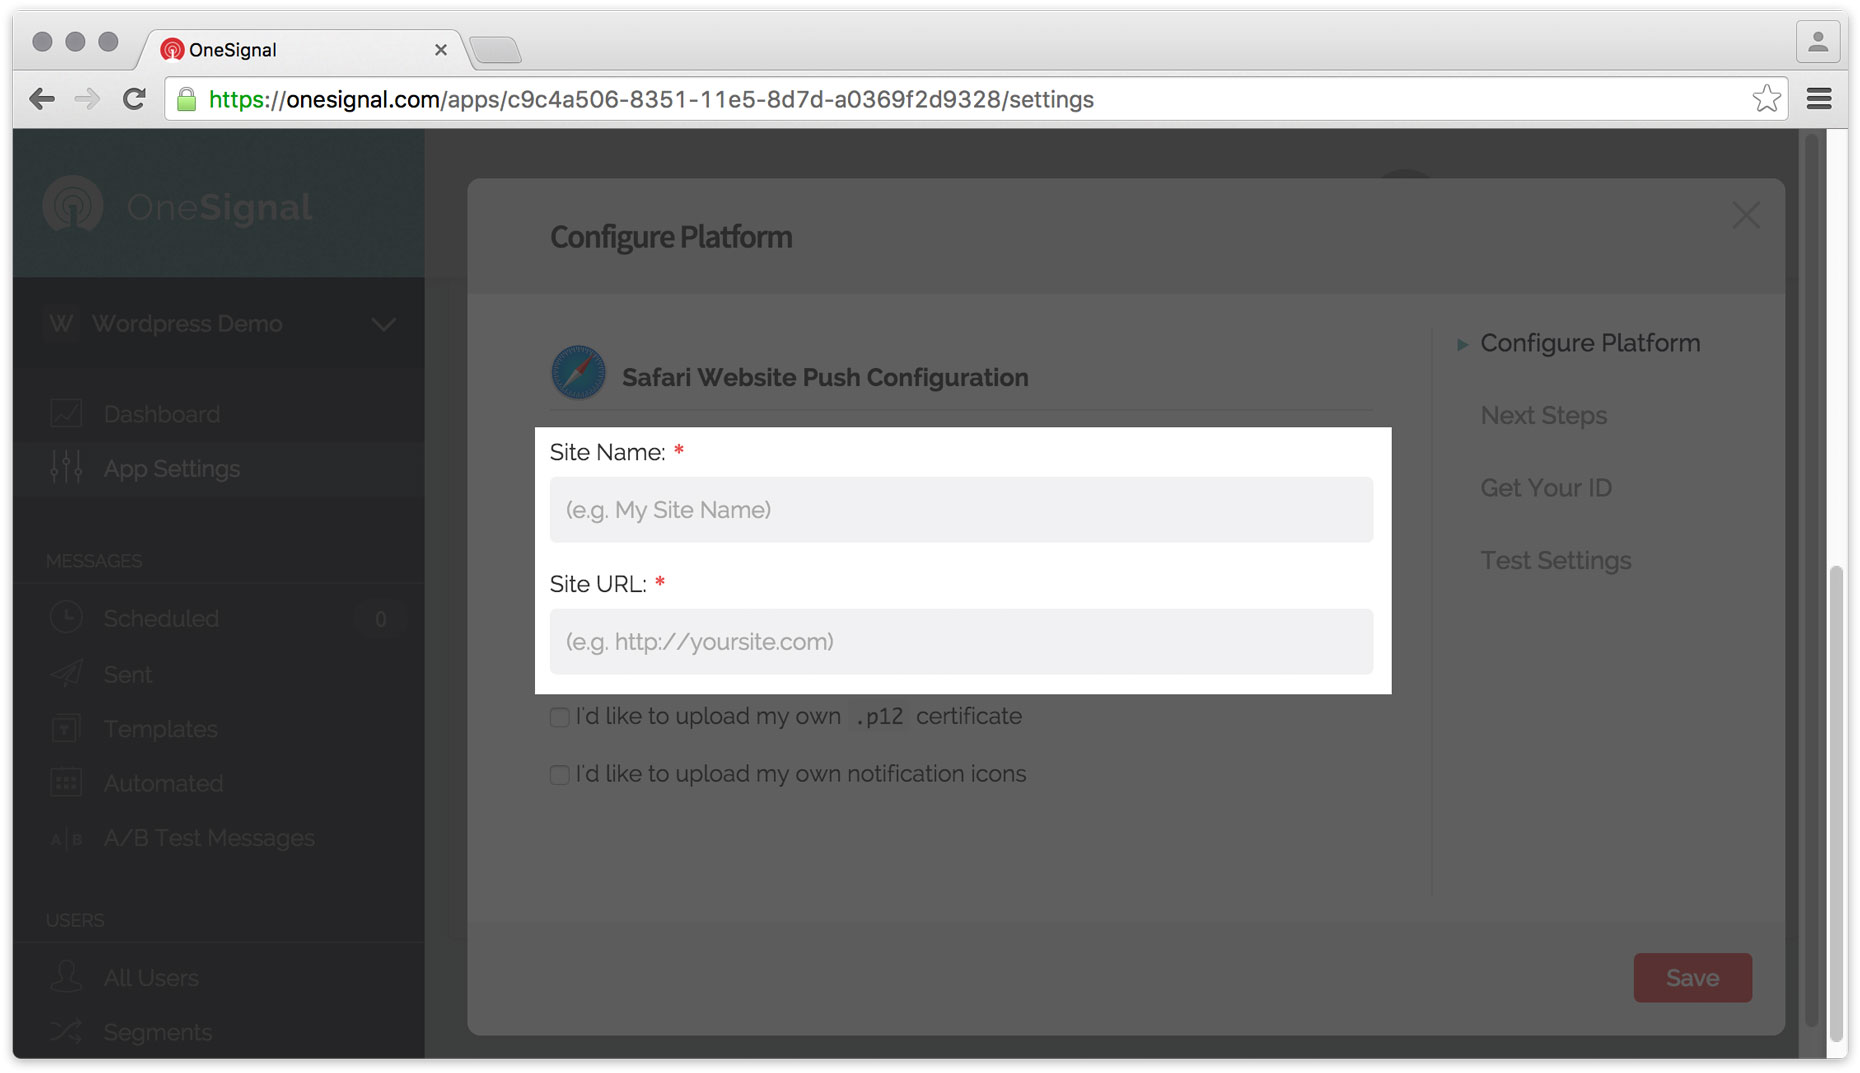 OneSignal
https://onesignal.com/apps/c9c4a506-8351-11e5-8d7d-a0369f2d9328/settings
OneSignal
W Wordpress Demo
Dashboard
App Settings
MESSAGES
Scheduled 0
Sent
Templates
Automated
A|B A/B Test Messages
USERS
All Users
Segments
Configure Platform
Safari Website Push Configuration
Site Name: *
(e.g. My Site Name)
Site URL: *
(e.g. http://yoursite.com)
I'd like to upload my own .p12 certificate
I'd like to upload my own notification icons
Configure Platform
Next Steps
Get Your ID
Test Settings
Save